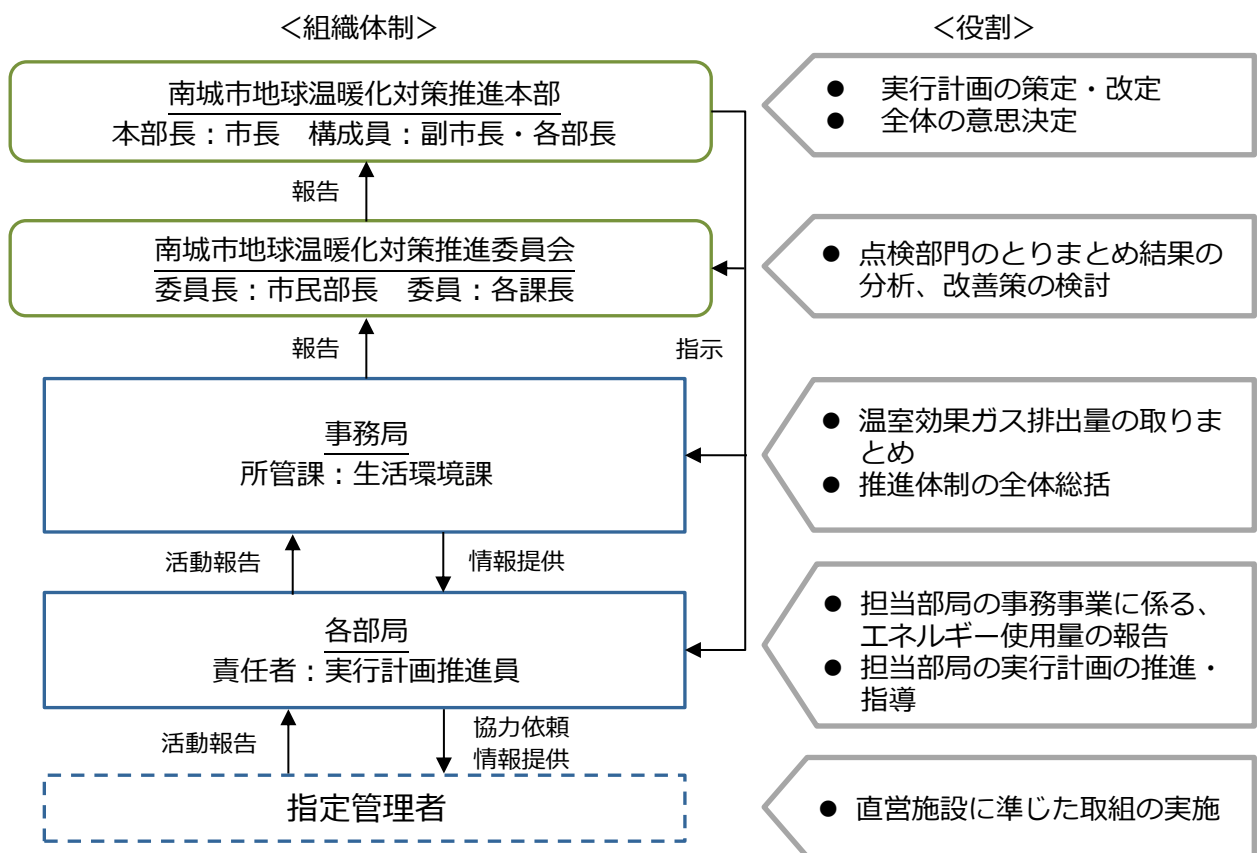 ＜組織体制＞
＜役割＞
南城市地球温暖化対策推進本部
本部長：市長　構成員：副市長・各部長
● 実行計画の策定・改定
● 全体の意思決定
報告
南城市地球温暖化対策推進委員会
委員長：市民部長　委員：各課長
● 点検部門のとりまとめ結果の
分析、改善策の検討
報告
指示
事務局
所管課：生活環境課
● 温室効果ガス排出量の取りま
とめ
● 推進体制の全体総括
活動報告
情報提供
各部局
責任者：実行計画推進員
● 担当部局の事務事業に係る、
エネルギー使用量の報告
● 担当部局の実行計画の推進・
指導
活動報告
協力依頼
情報提供
指定管理者
● 直営施設に準じた取組の実施